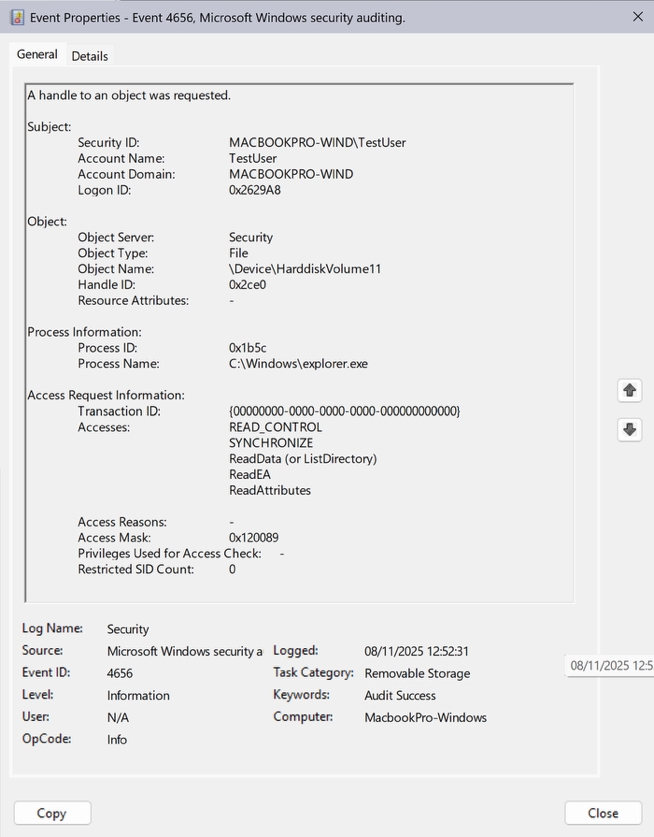 Event Properties - Event 4656, Microsoft Windows security auditing.
General Details
A handle to an object was requested.
Subject:
Security ID: MACBOOKPRO-WIND\TestUser
Account Name: TestUser
Account Domain: MACBOOKPRO-WIND
Logon ID: 0x2629A8
Object:
Object Server: Security
Object Type: File
Object Name: \Device\HarddiskVolume11
Handle ID: 0x2ce0
Resource Attributes: -
Process Information:
Process ID: 0x1b5c
Process Name: C:\Windows\explorer.exe
Access Request Information:
Transaction ID: {00000000-0000-0000-0000-000000000000}
Accesses: READ_CONTROL
SYNCHRONIZE
ReadData (or ListDirectory)
ReadEA
ReadAttributes
Access Reasons: -
Access Mask: 0x120089
Privileges Used for Access Check: -
Restricted SID Count: 0
Log Name: Security
Source: Microsoft Windows security a Logged: 08/11/2025 12:52:31
08/11/2025 12:5
Event ID: 4656 Task Category: Removable Storage
Level: Information Keywords: Audit Success
User: N/A Computer: MacbookPro-Windows
OpCode: Info
Copy Close